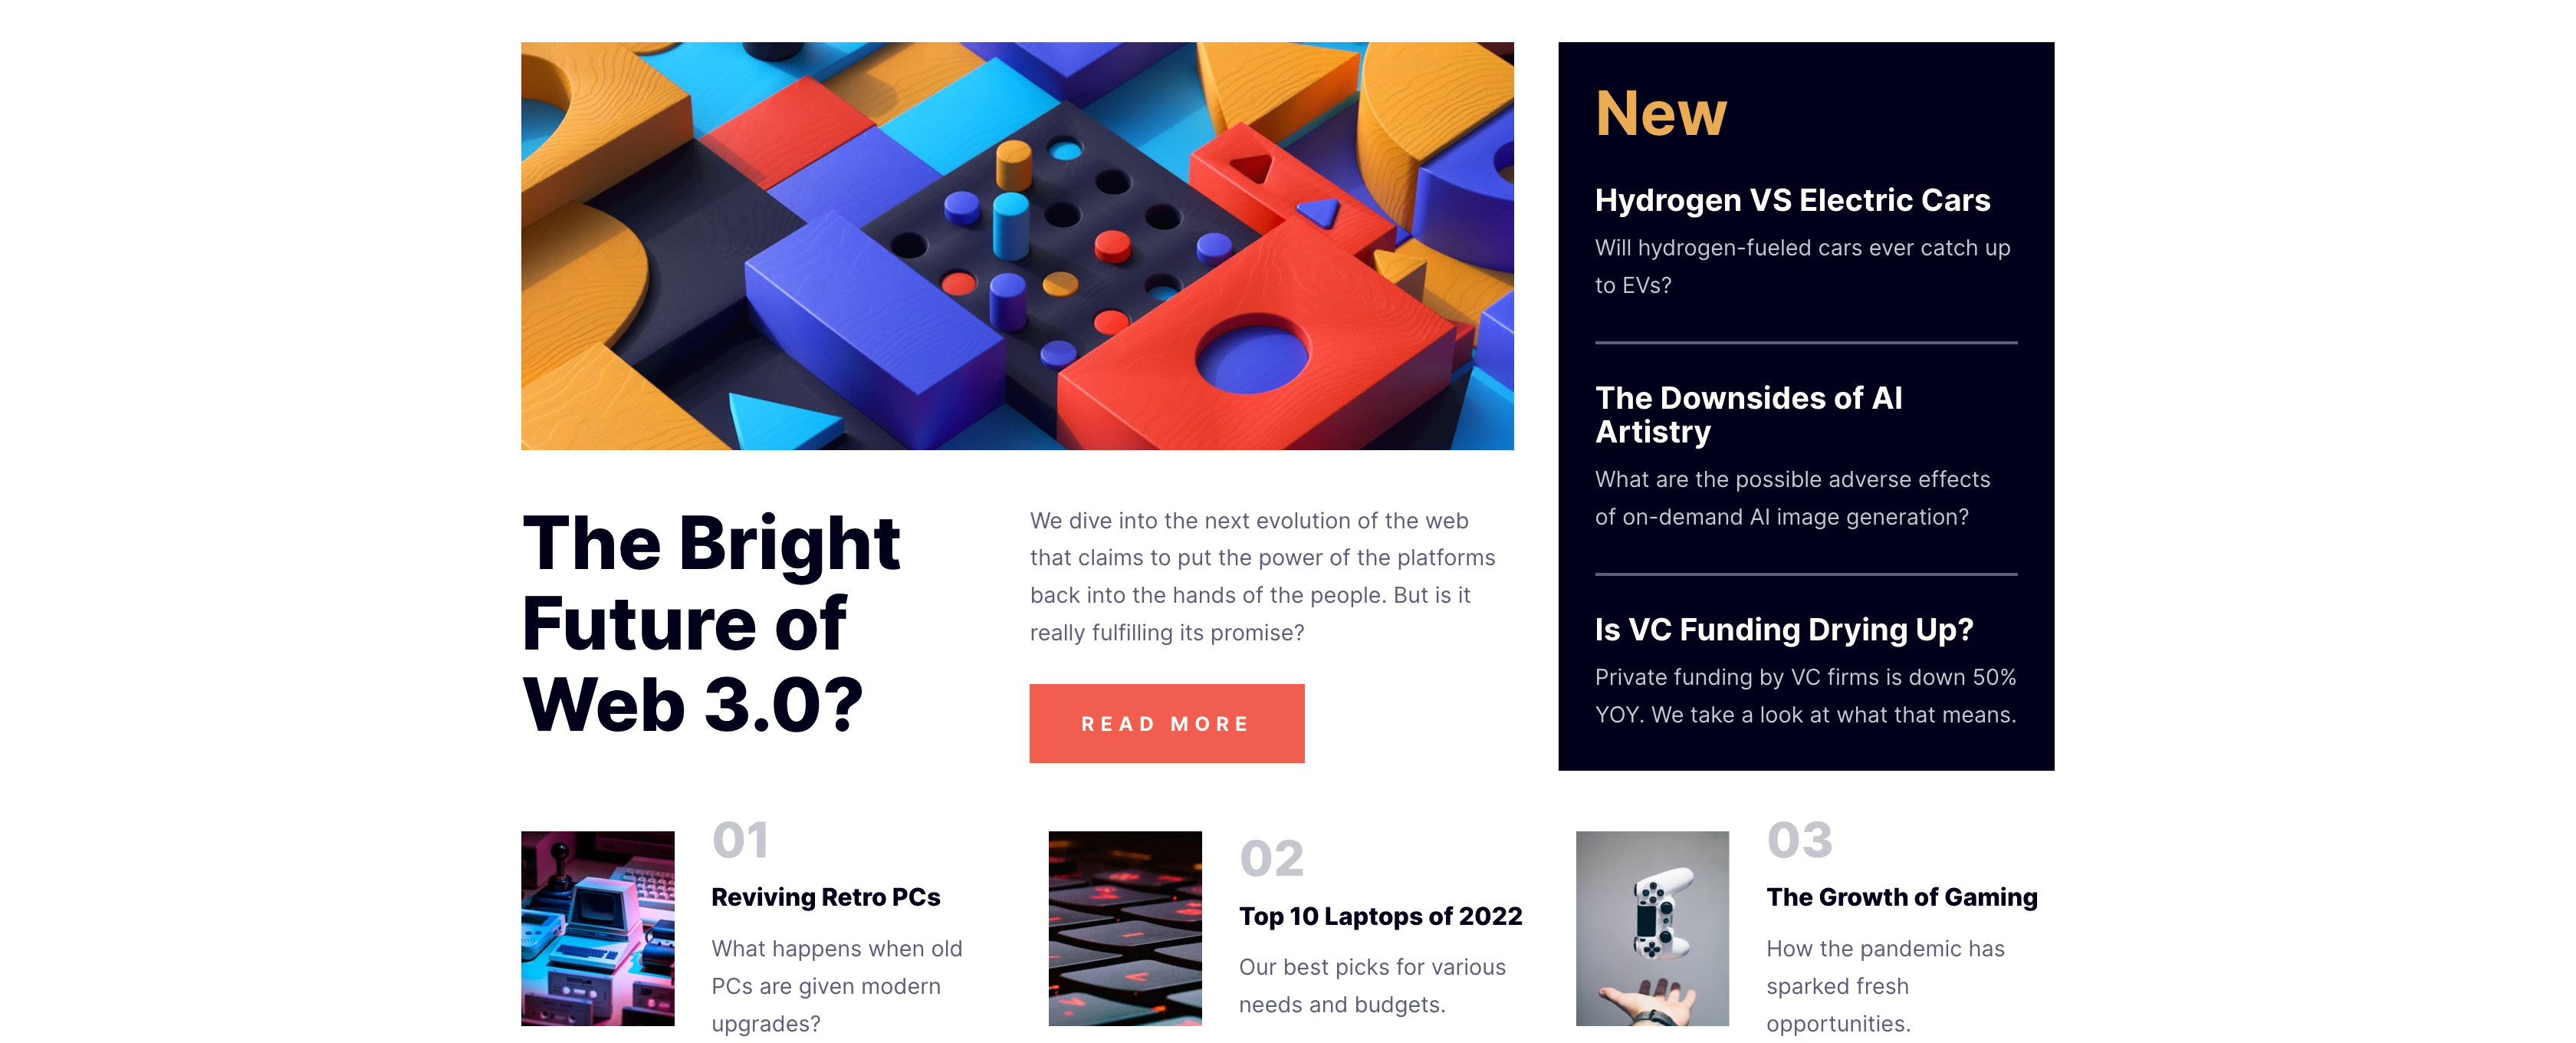 The Bright
Future of
Web 3.0?
We dive into the next evolution of the web
that claims to put the power of the platforms
back into the hands of the people. But is it
really fulfilling its promise?
READ MORE
New
Hydrogen VS Electric Cars
Will hydrogen-fueled cars ever catch up
to EVs?
The Downsides of AI
Artistry
What are the possible adverse effects
of on-demand AI image generation?
Is VC Funding Drying Up?
Private funding by VC firms is down 50%
YOY. We take a look at what that means.
01
Reviving Retro PCs
What happens when old
PCs are given modern
upgrades?
02
Top 10 Laptops of 2022
Our best picks for various
needs and budgets.
03
The Growth of Gaming
How the pandemic has
sparked fresh
opportunities.